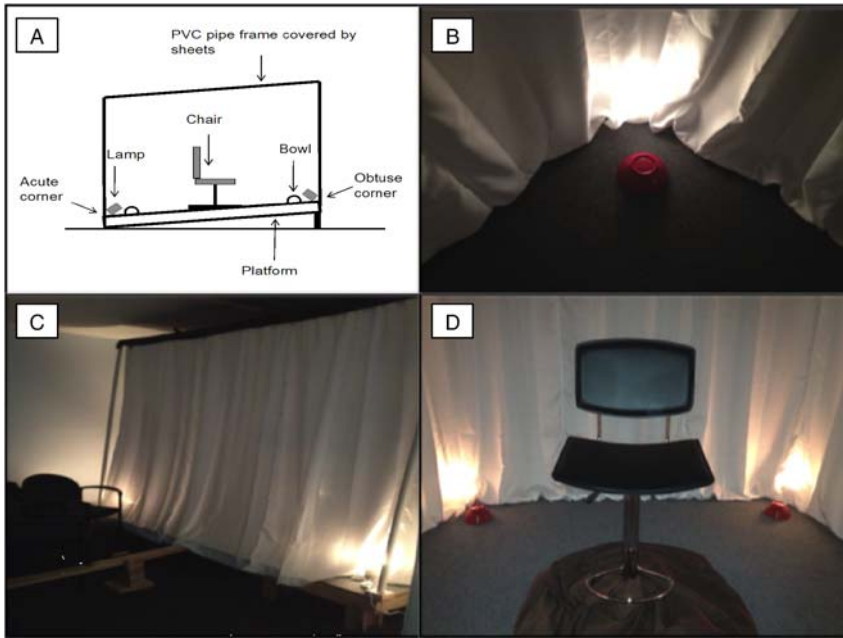 A
PVC pipe frame covered by
sheets
Chair
Lamp
Bowl
Acute
corner
Obtuse
corner
Platform
B
C
D